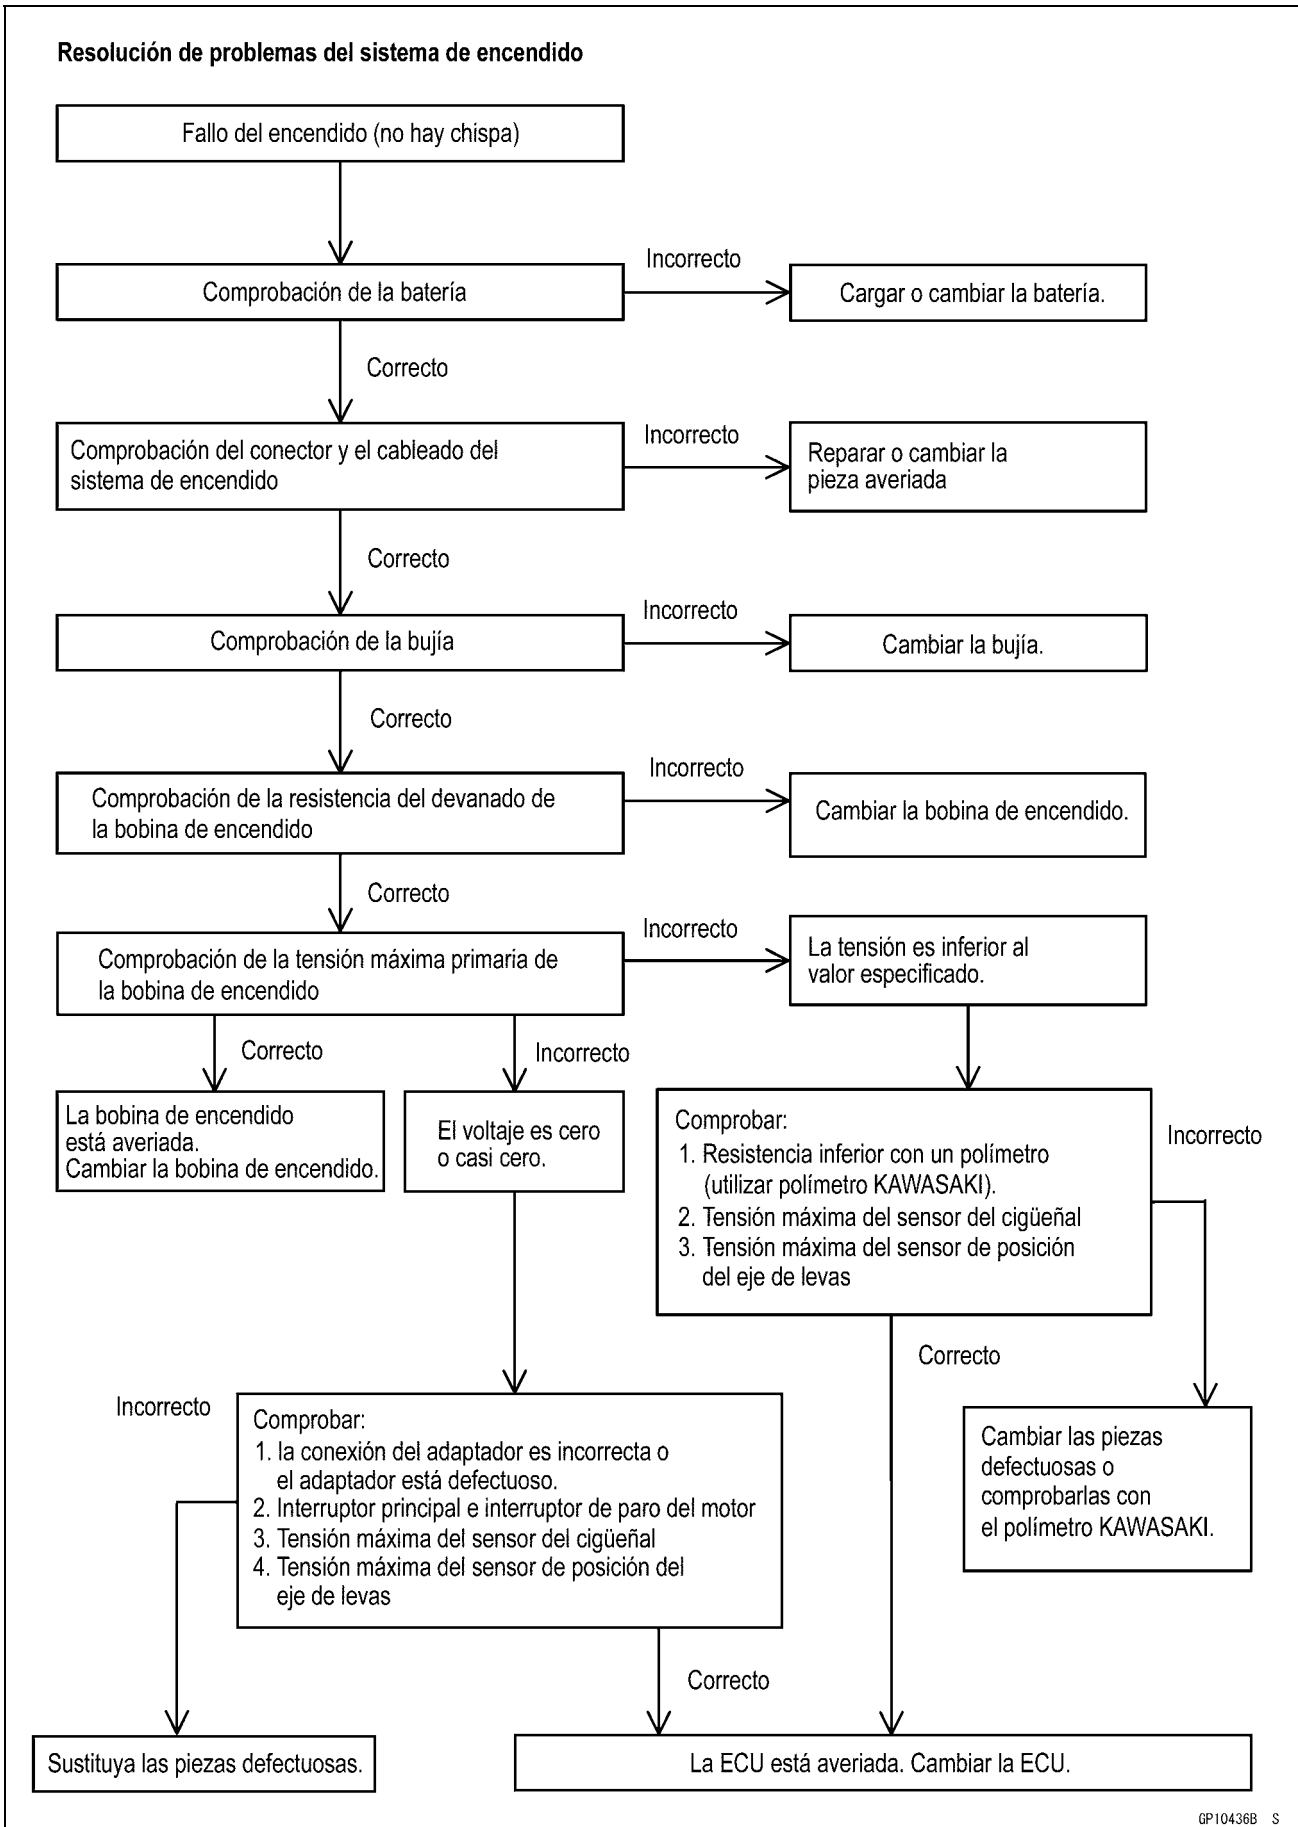 Resolución de problemas del sistema de encendido
Fallo del encendido (no hay chispa)
Incorrecto
Comprobación de la batería
Cargar o cambiar la batería.
Correcto
Incorrecto
Comprobación del conector y el cableado del
sistema de encendido
Reparar o cambiar la
pieza averiada
Correcto
Incorrecto
Comprobación de la bujía
Cambiar la bujía.
Correcto
Incorrecto
Comprobación de la resistencia del devanado de
la bobina de encendido
Cambiar la bobina de encendido.
Correcto
Incorrecto
Comprobación de la tensión máxima primaria de
la bobina de encendido
La tensión es inferior al
valor especificado.
Correcto
Incorrecto
La bobina de encendido
está averiada.
Cambiar la bobina de encendido.
El voltaje es cero
o casi cero.
Comprobar:
1. Resistencia inferior con un polímetro
(utilizar polímetro KAWASAKI).
2. Tensión máxima del sensor del cigüeñal
3. Tensión máxima del sensor de posición
del eje de levas
Incorrecto
Correcto
Incorrecto
Comprobar:
1. la conexión del adaptador es incorrecta o
el adaptador está defectuoso.
2. Interruptor principal e interruptor de paro del motor
3. Tensión máxima del sensor del cigüeñal
4. Tensión máxima del sensor de posición del
eje de levas
Cambiar las piezas
defectuosas o
comprobarlas con
el polímetro KAWASAKI.
Correcto
Sustituya las piezas defectuosas.
La ECU está averiada. Cambiar la ECU.
GP10436B S